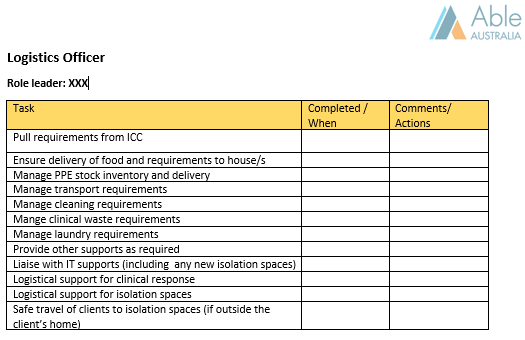 Able
AUSTRALIA
Logistics Officer
Role leader: XXX
Task Completed / Comments/
When Actions
Pull requirements from ICC
Ensure delivery of food and requirements to house/s
Manage PPE stock inventory and delivery
Manage transport requirements
Manage cleaning requirements
Mange clinical waste requirements
Manage laundry requirements
Provide other supports as required
Liaise with IT supports (including any new isolation spaces)
Logistical support for clinical response
Logistical support for isolation spaces
Safe travel of clients to isolation spaces (if outside the
client's home)